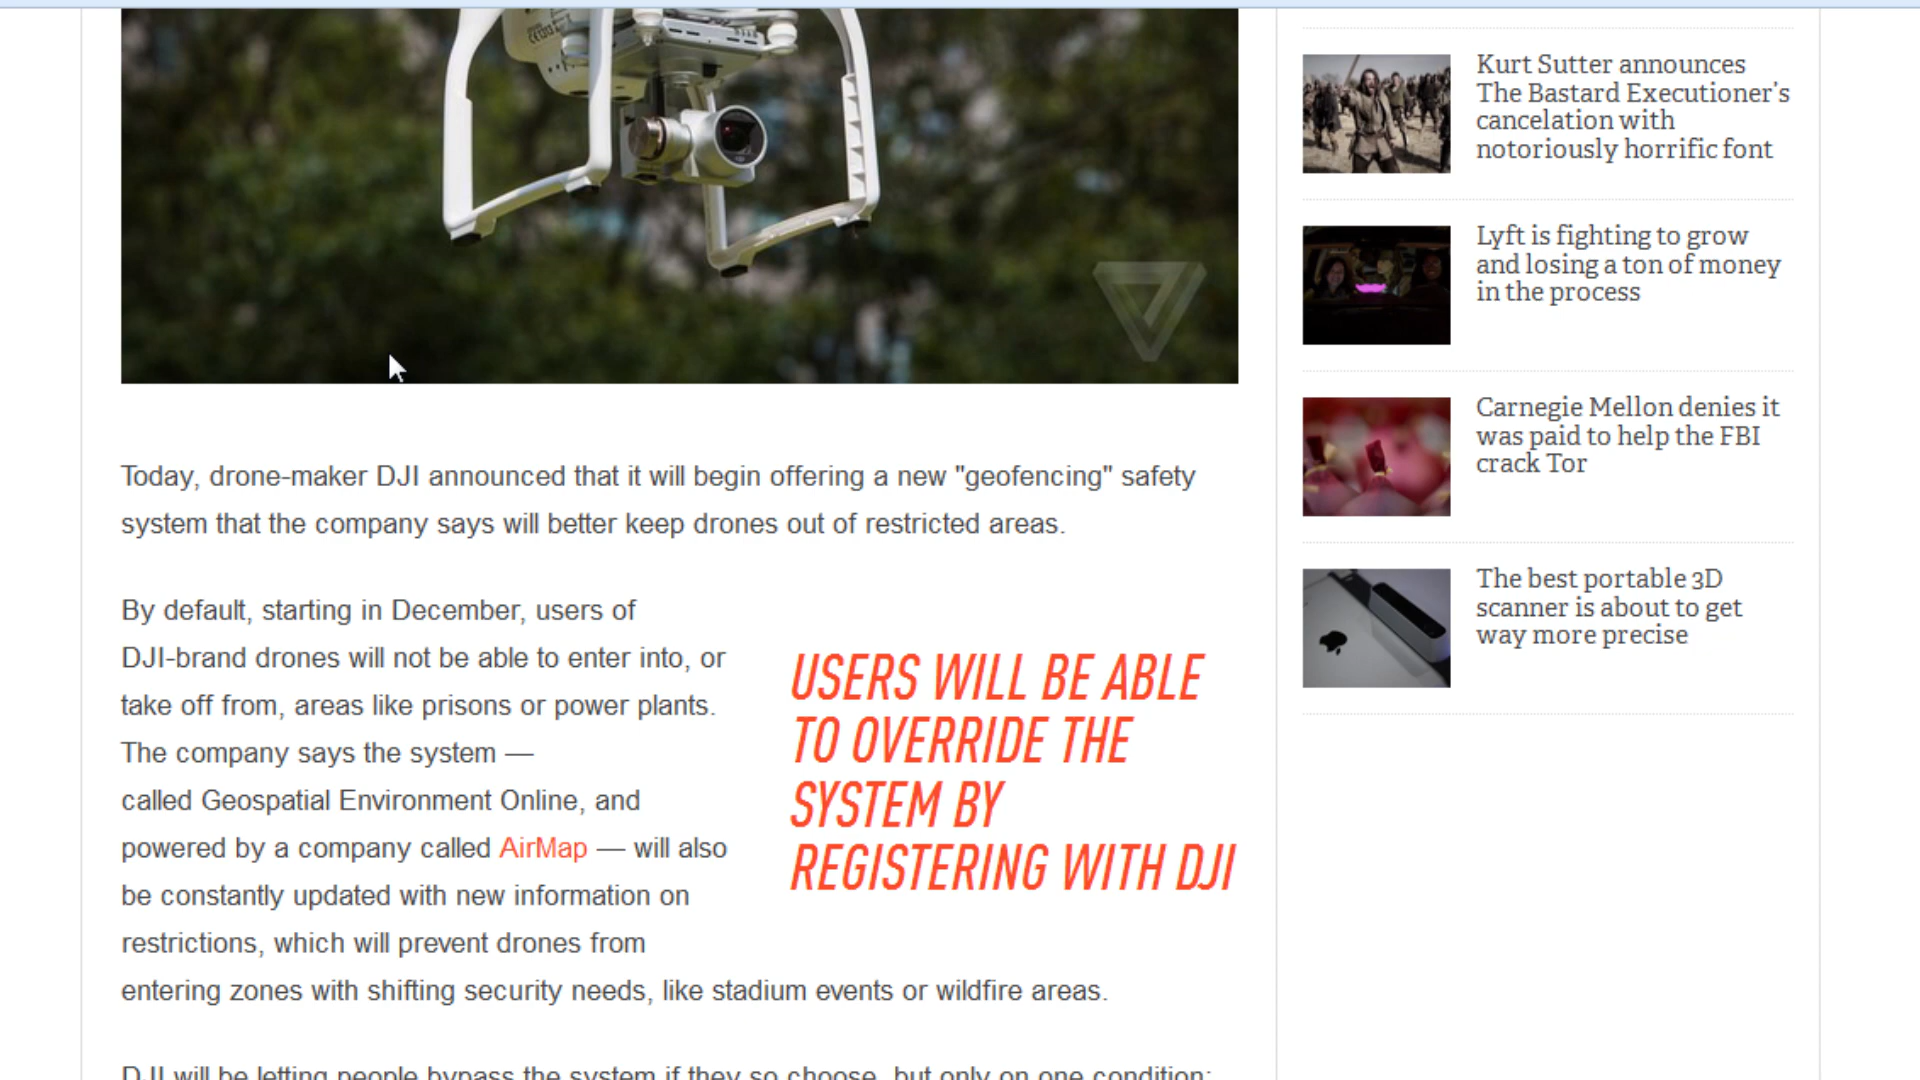 Today, drone-maker DJI announced that it will begin offering a new "geofencing" safety
system that the company says will better keep drones out of restricted areas.
By default, starting in December, users of
DJI-brand drones will not be able to enter into, or
take off from, areas like prisons or power plants.
The company says the system —
called Geospatial Environment Online, and
powered by a company called AirMap — will also
be constantly updated with new information on
restrictions, which will prevent drones from
entering zones with shifting security needs, like stadium events or wildfire areas.
USERS WILL BE ABLE
TO OVERRIDE THE
SYSTEM BY
REGISTERING WITH DJI
DJI will be letting people bypass the system if they so choose, but only on one condition:
Kurt Sutter announces
The Bastard Executioner's
cancelation with
notoriously horrific font
Lyft is fighting to grow
and losing a ton of money
in the process
Carnegie Mellon denies it
was paid to help the FBI
crack Tor
The best portable 3D
scanner is about to get
way more precise